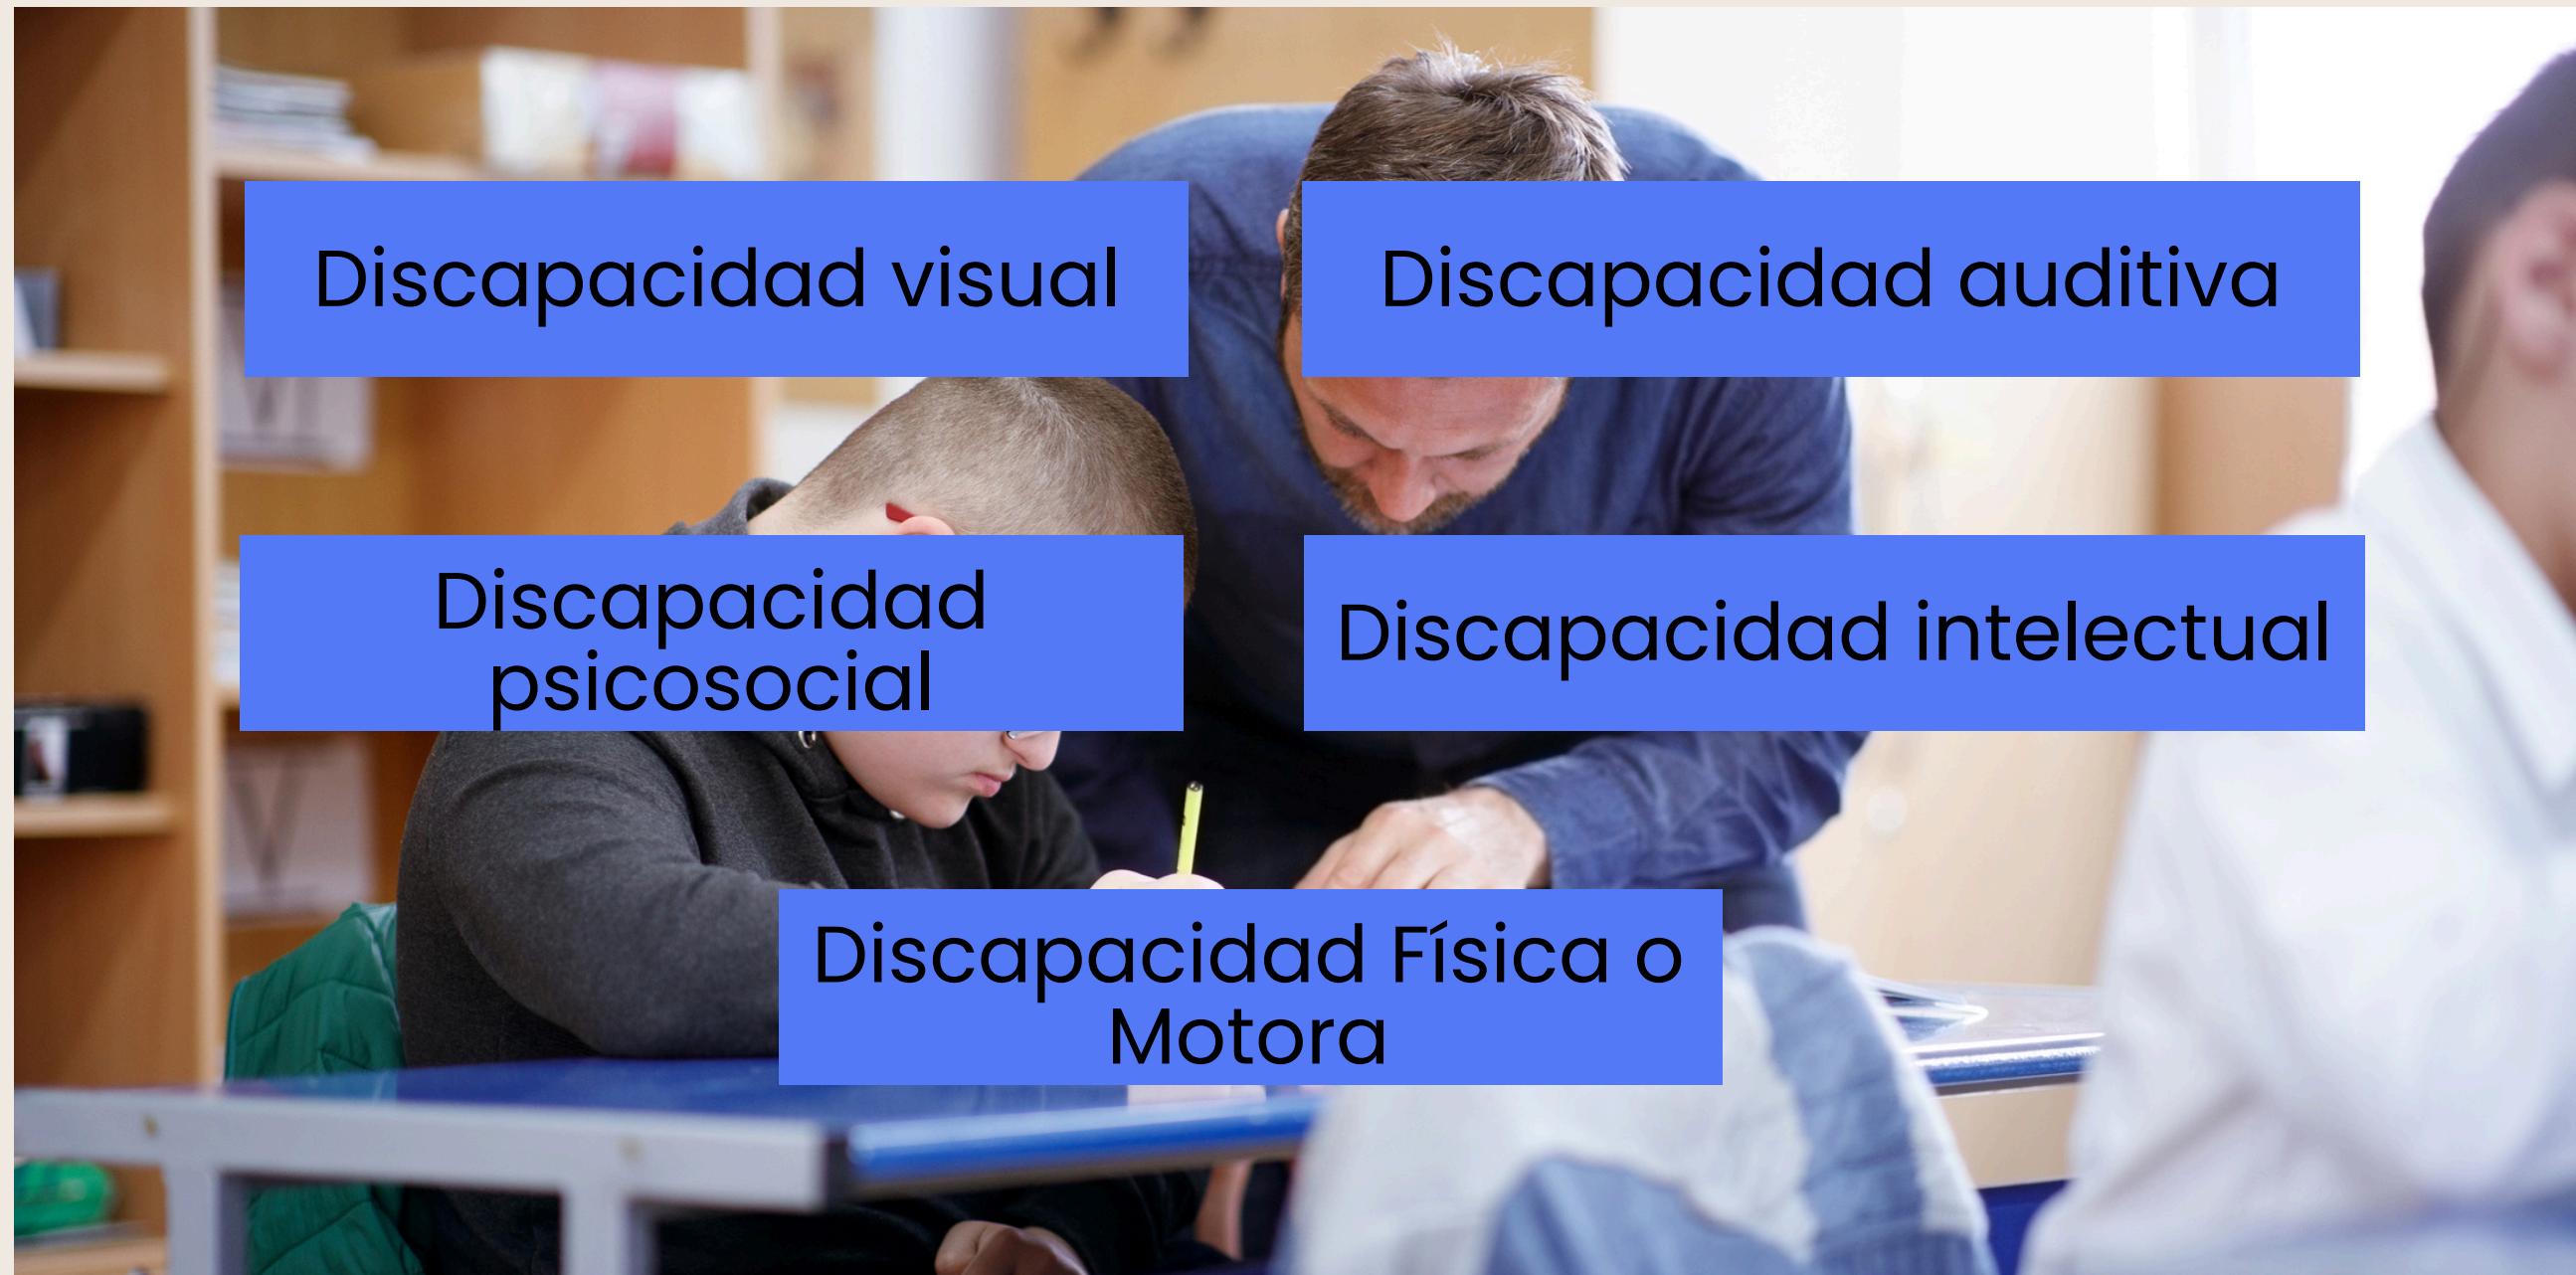 Discapacidad visual
Discapacidad auditiva
Discapacidad
psicosocial
Discapacidad intelectual
Discapacidad Física o
Motora